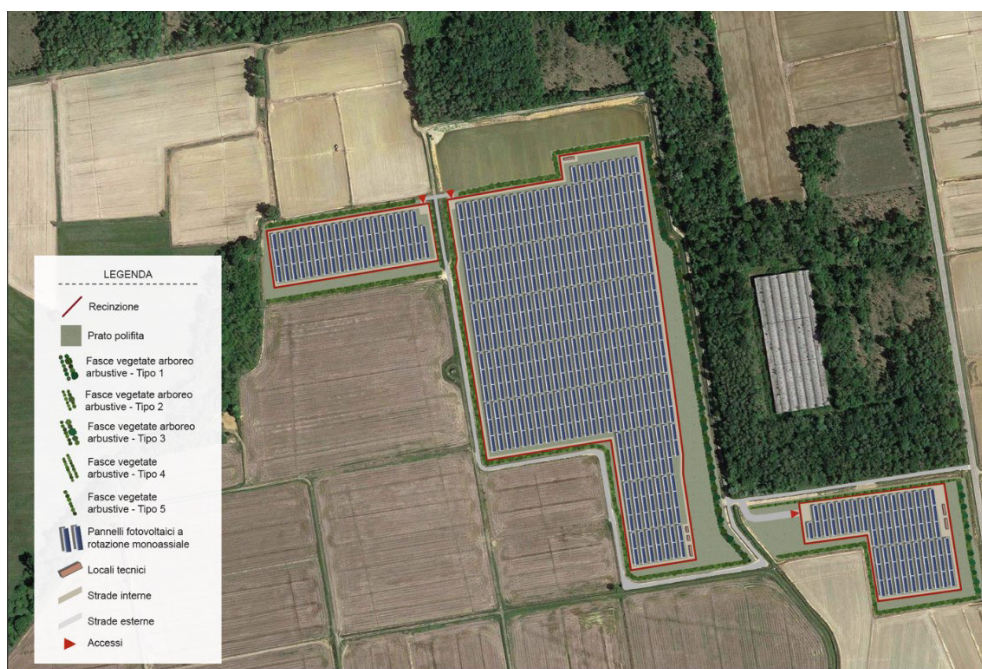 LEGENDA
Recinzione
Prato polifita
Fasce vegetate arboreo
arbustive - Tipo 1
Fasce vegetate arboreo
arbustive - Tipo 2
Fasce vegetate arboreo
arbustive - Tipo 3
Fasce vegetate
arbustive - Tipo 4
Fasce vegetate
arbustive - Tipo 5
Pannelli fotovoltaici a
rotazione monoassiale
Locali tecnici
Strade interne
Strade esterne
Accessi